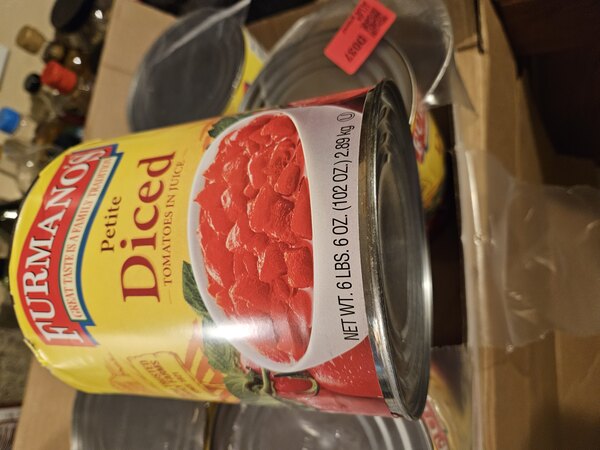 FURMANO'S
GREAT TASTE IS A FAMILY TRADITION
Petite
Diced
TOMATOES IN JUICE
NET WT. 6 LBS. 6 OZ. (102 OZ.) 2.89 kg